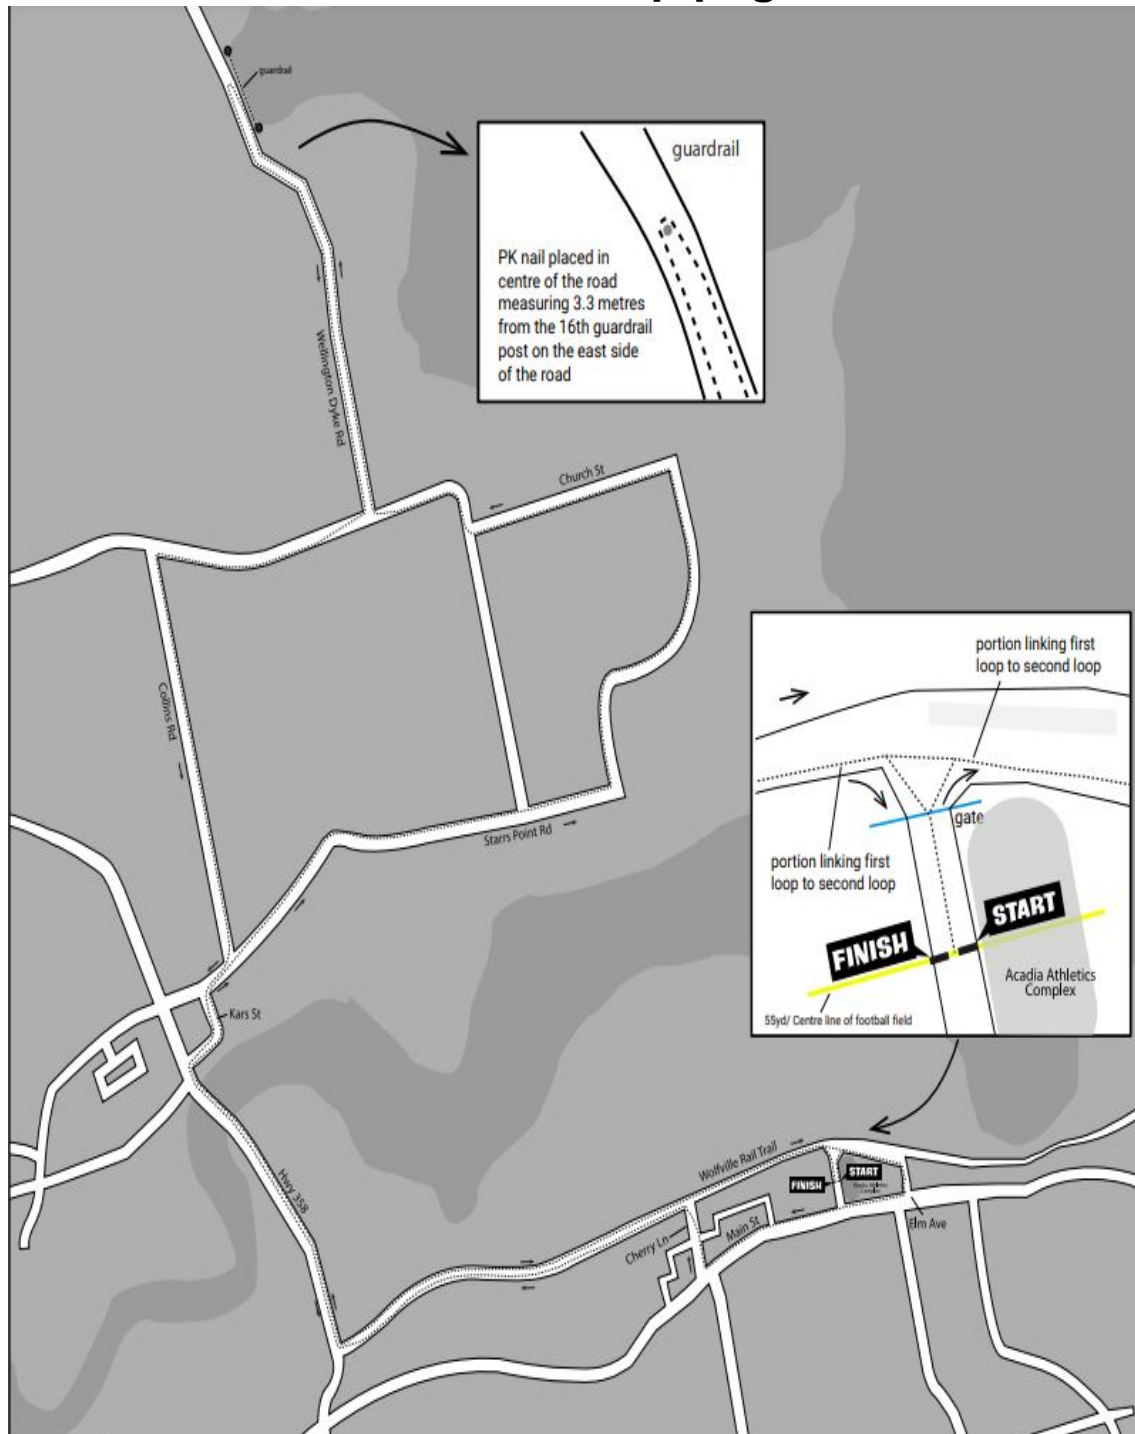 guardrail
guardrail
PK nail placed in
centre of the road
measuring 3.3 metres
from the 16th guardrail
post on the east side
of the road
Wellington Dyke Rd
Church St
portion linking first
loop to second loop
gate
portion linking first
loop to second loop
START
FINISH
Acadia Athletics
Complex
55yd/ Centre line of football field
Collins Rd
Starrs Point Rd
Kars St
Hwy 358
Wolfville Rail Trail
START
FINISH
Acadia Athletics
Complex
Elm Ave
Main St
Cherry Ln